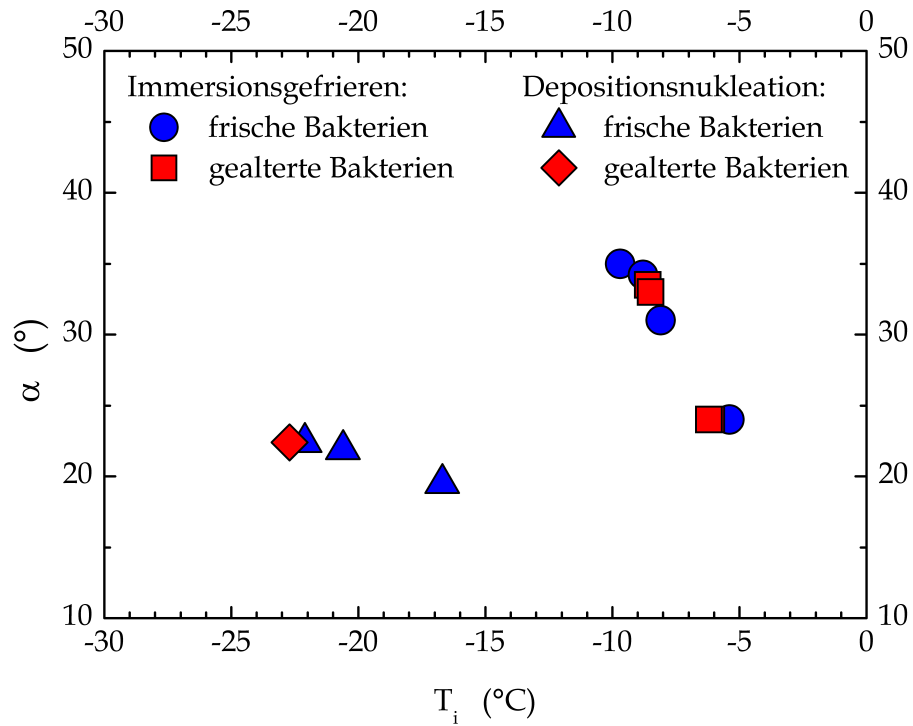 -30 -25 -20 -15 -10 -5 0
50 50
Immersionsgefrieren: Depositionsnukleation:
frische Bakterien frische Bakterien
gealterte Bakterien gealterte Bakterien
40 40
30 30
α (°)
20 20
10 10
-30 -25 -20 -15 -10 -5 0
Ti (°C)